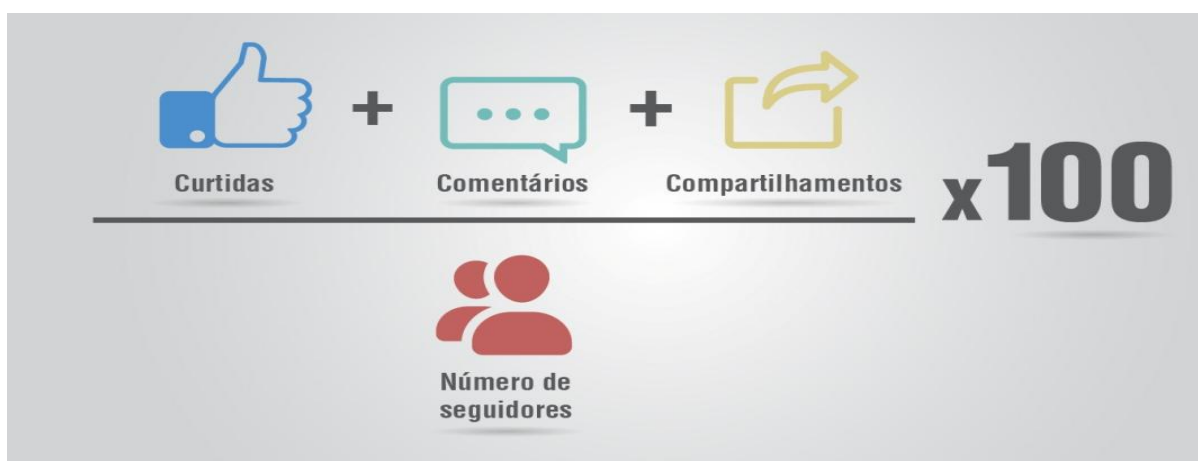 + +
Curtidas Comentários Compartilhamentos
x100
Número de
seguidores